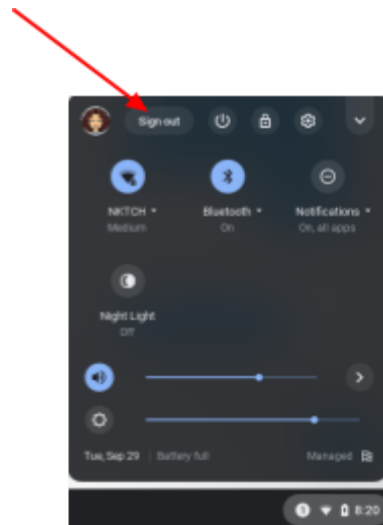 Sign out
NKTCH Bluetooth Notifications
Medium On On, all apps
Night Light
Off
Tue, Sep 29 Battery full Managed
1 8:20